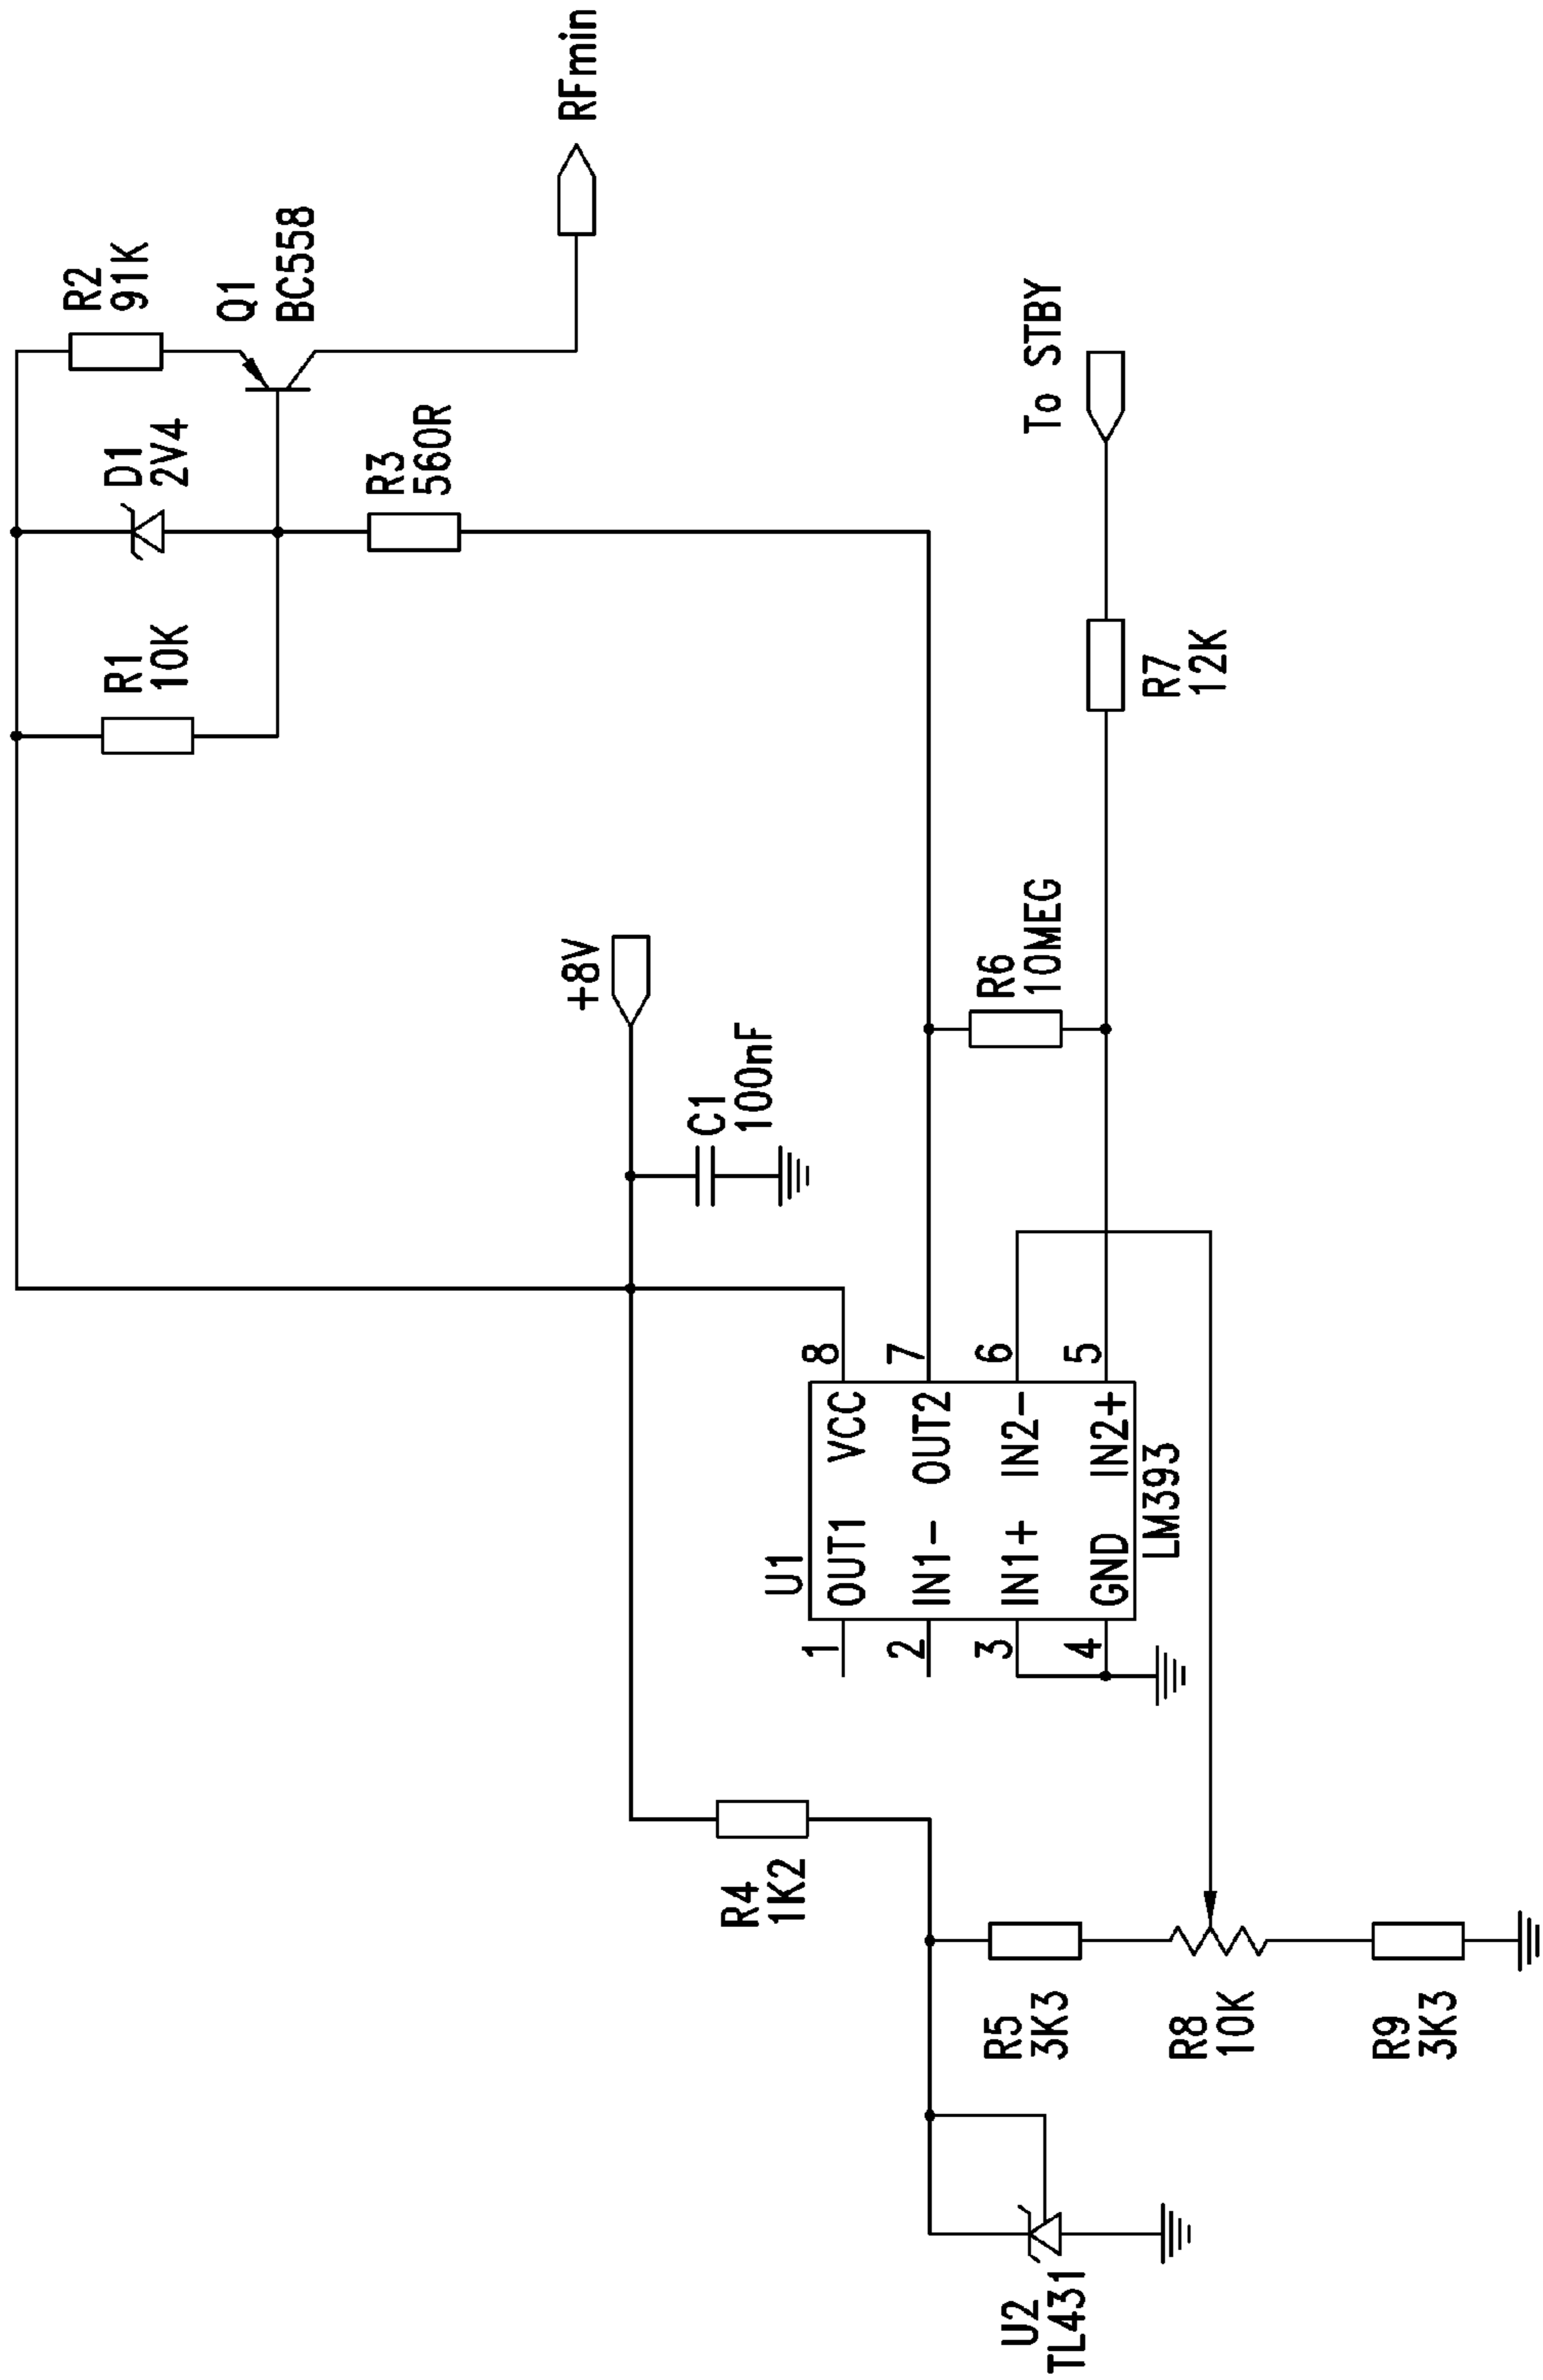 R2
91K
Q1
BC558
RFmin
D1
2V4
R3
560R
R1
10K
To STBY
R7
12K
+8V
C1
100nF
R6
10MEG
U1
8
7
6
5
VCC
OUT2
IN2-
IN2+
OUT1
IN1-
IN1+
GND
LM393
1
2
3
4
R4
1K2
R5
3K3
R8
10K
R9
3K3
U2
TL431